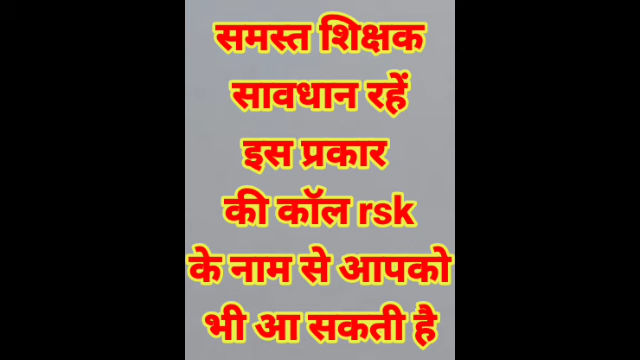 समस्त शिक्षक
सावधान रहें
इस प्रकार
की कॉल rsk
के नाम से आपको
भी आ सकती है